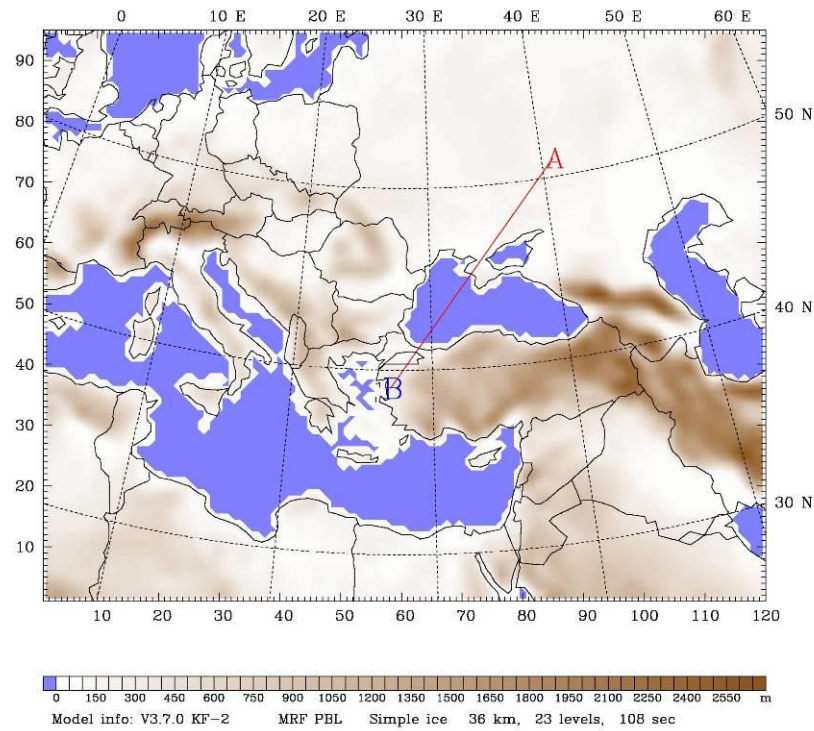 0 10 E 20 E 30 E 40 E 50 E 60 E
90
80
50 N
70
A
60
50
40 N
40
B
30
20
30 N
10
10 20 30 40 50 60 70 80 90 100 110 120
0 150 300 450 600 750 900 1050 1200 1350 1500 1650 1800 1950 2100 2250 2400 2550 m
Model info: V3.7.0 KF-2 MRF PBL Simple ice 36 km, 23 levels, 108 sec